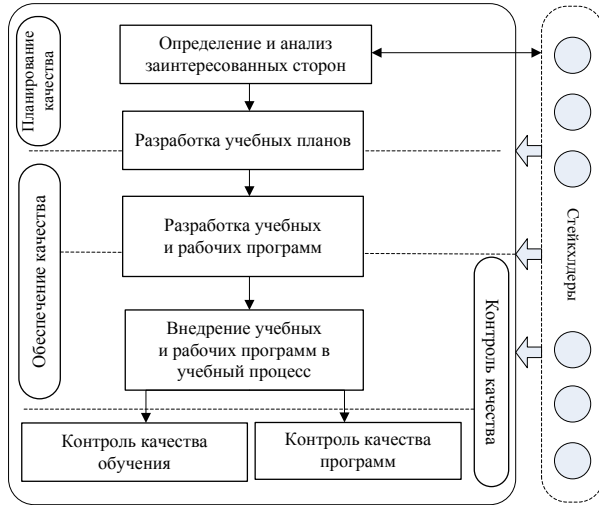 Планирование
качества
Определение и анализ
заинтересованных сторон
Разработка учебных планов
Обеспечение качества
Разработка учебных
и рабочих программ
Внедрение учебных
и рабочих программ в
учебный процесс
Контроль качества
обучения
Контроль качества
программ
Контроль качества
Стейкхлдеры